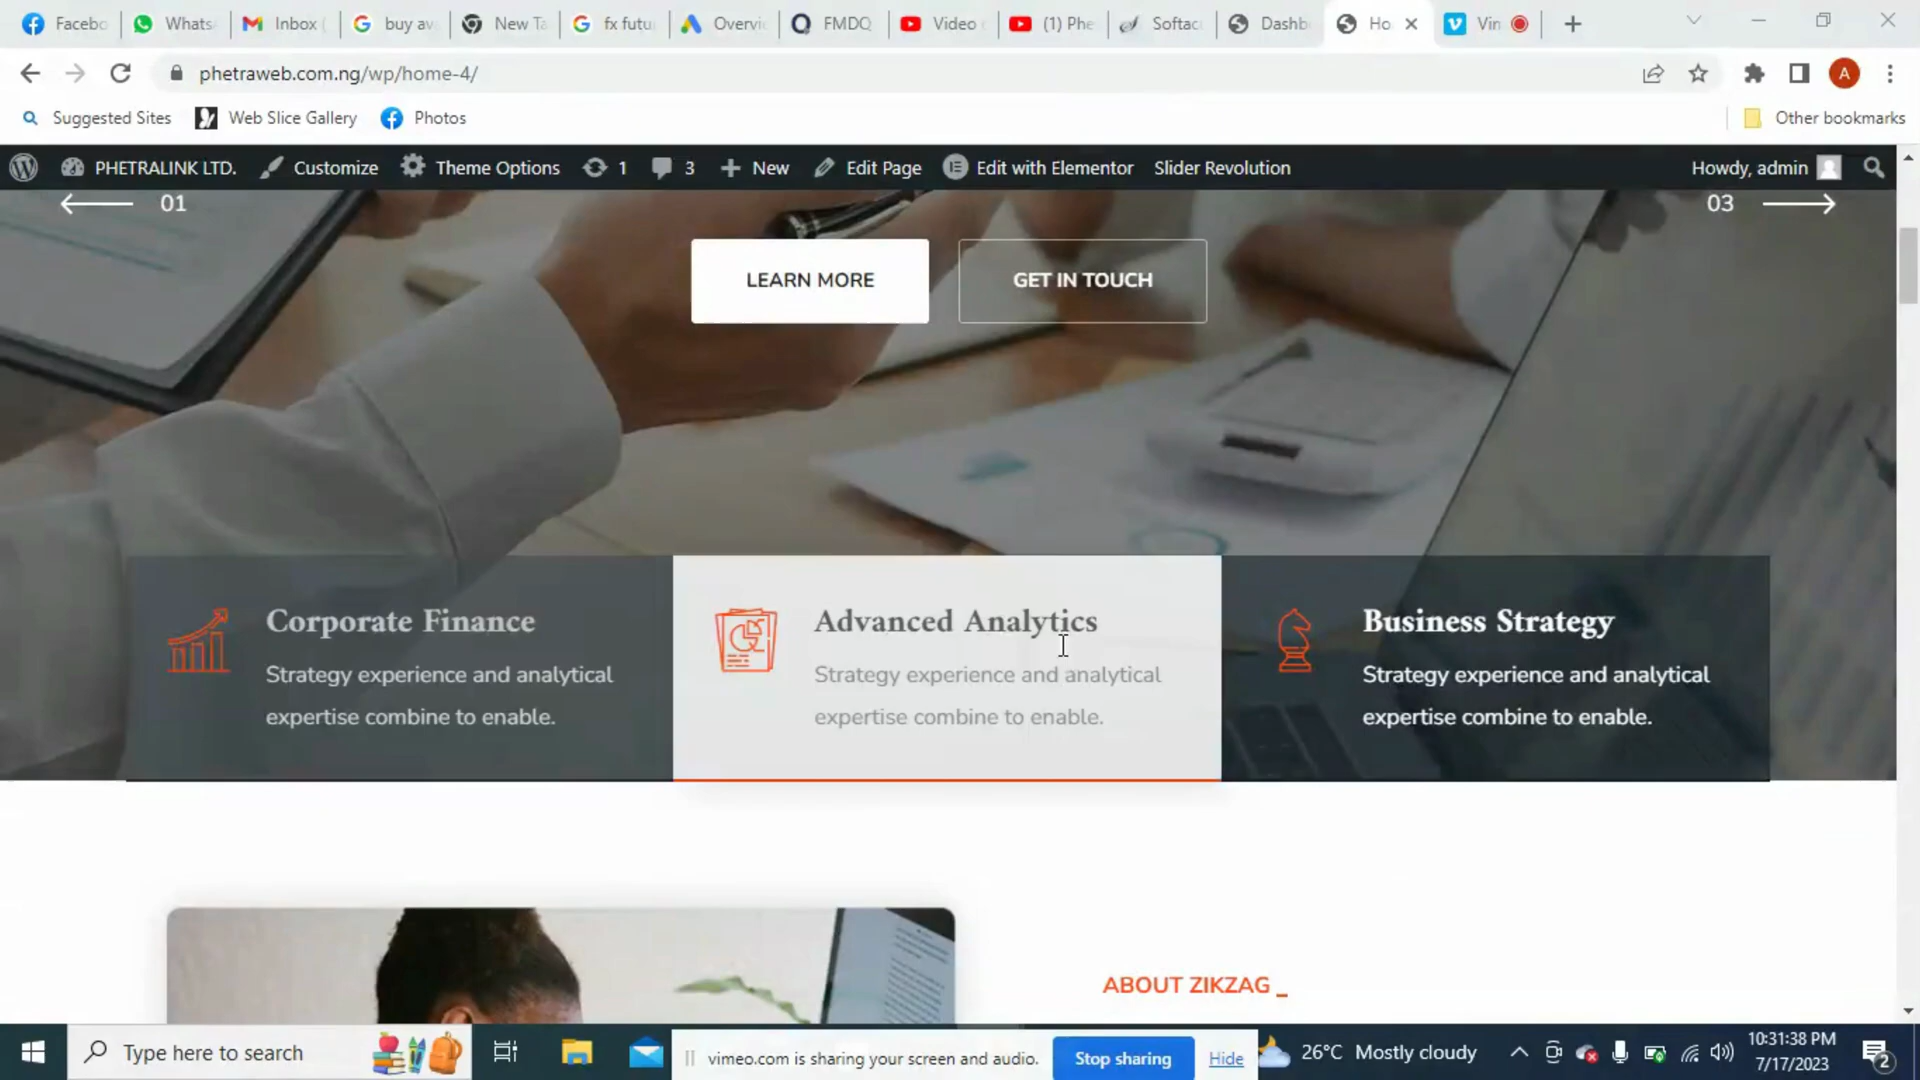 Facebo
Whats
Inbox (
buy av
New Ta
fx futu
Overvi
FMDQ
Video
(1) Phe
Softac
Dashb
Ho
Vin
phetraweb.com.ng/wp/home-4/
A
Suggested Sites
Web Slice Gallery
Photos
Other bookmarks
PHETRALINK LTD.
Customize
Theme Options
1
3
New
Edit Page
Edit with Elementor
Slider Revolution
Howdy, admin
01
03
LEARN MORE
GET IN TOUCH
Corporate Finance
Strategy experience and analytical
expertise combine to enable.
Advanced Analytics
Strategy experience and analytical
expertise combine to enable.
Business Strategy
Strategy experience and analytical
expertise combine to enable.
ABOUT ZIKZAG _
Type here to search
vimeo.com is sharing your screen and audio.
Stop sharing
Hide
26°C Mostly cloudy
10:31:38 PM
7/17/2023
2